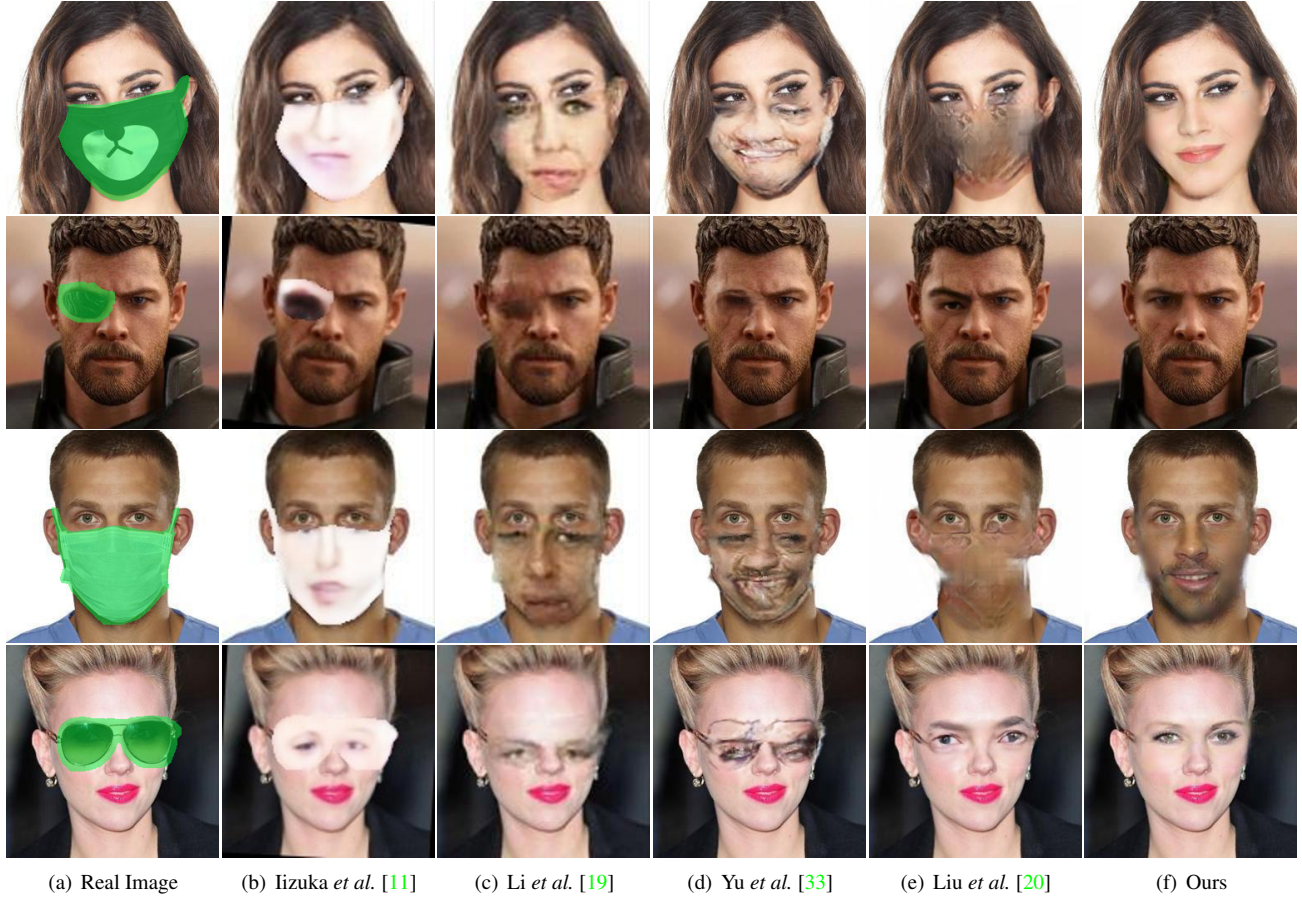 (a) Real Image (b) Iizuka et al. [11] (c) Li et al. [19] (d) Yu et al. [33] (e) Liu et al. [20] (f) Ours